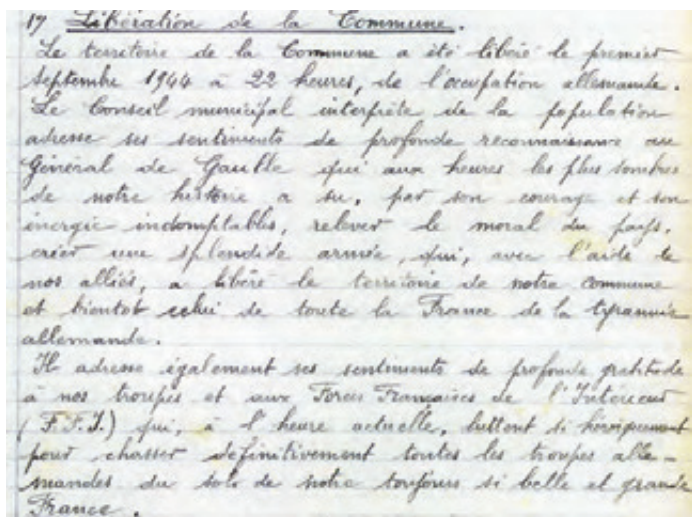 17 Libération de la Commune.
Le territoire de la Commune a été libéré le premier
Septembre 1944 à 22 heures, de l'occupation allemande.
Le Conseil municipal interprète de la population
adresse ses sentiments de profonde reconnaissance au
Général de Gaulle qui aux heures les plus sombres
de notre histoire a su, par son courage et son
énergie indomptables, relever le moral du pays,
créer une splendide armée, qui, avec l'aide de
nos alliés, a libéré le territoire de notre commune
et bientot celui de toute la France de la tyrannie
allemande.
Il adresse également ses sentiments de profonde gratitude
à nos troupes et aux Forces Françaises de l'Intérieur
(F.F.I.) qui, à l'heure actuelle, luttent si héroïquement
pour chasser définitivement toutes les troupes alle-
mandes du sol de notre toujours si belle et grande
France.